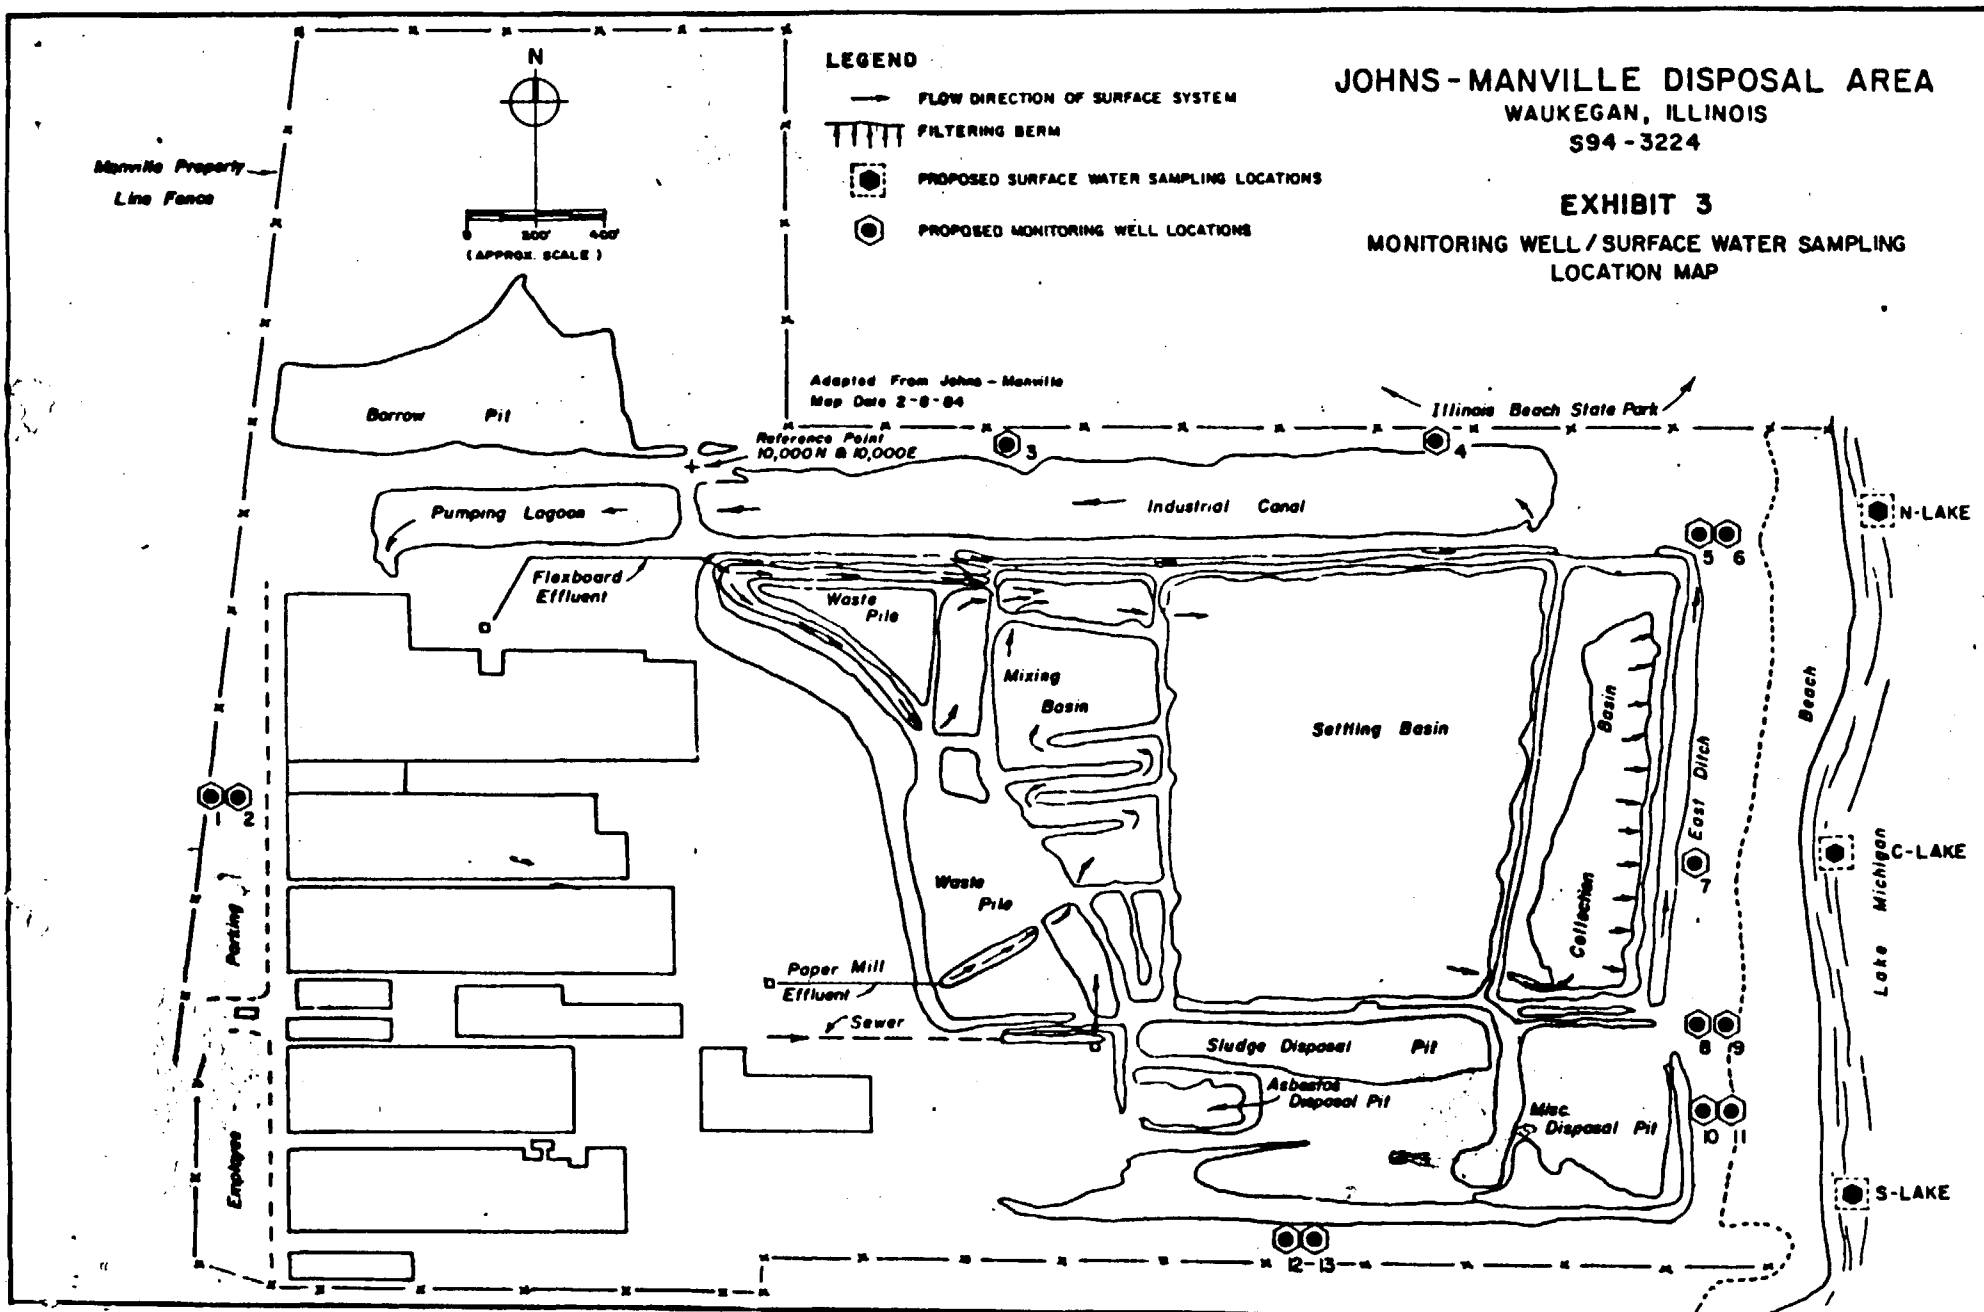 JOHNS-MANVILLE DISPOSAL AREA
WAUKEGAN, ILLINOIS
S94-3224
EXHIBIT 3
MONITORING WELL/SURFACE WATER SAMPLING
LOCATION MAP
LEGEND
FLOW DIRECTION OF SURFACE SYSTEM
FILTERING BERM
PROPOSED SURFACE WATER SAMPLING LOCATIONS
PROPOSED MONITORING WELL LOCATIONS
N
0 200' 400'
(APPROX. SCALE)
Manville Property
Line Fence
Adapted From Johns-Manville
Map Date 2-8-84
Illinois Beach State Park
Borrow Pit
Reference Point
10,000N & 10,000E
3
4
Pumping Lagoon
Industrial Canal
N-LAKE
5 6
Flexboard
Effluent
Waste
Pile
Mixing
Basin
Settling Basin
Collection Basin
East Ditch
Beach
1 2
7
C-LAKE
Lake Michigan
Waste
Pile
Employee Parking
Paper Mill
Effluent
Sewer
Sludge Disposal Pit
8 9
Asbestos
Disposal Pit
Misc.
Disposal Pit
10 11
S-LAKE
12-13